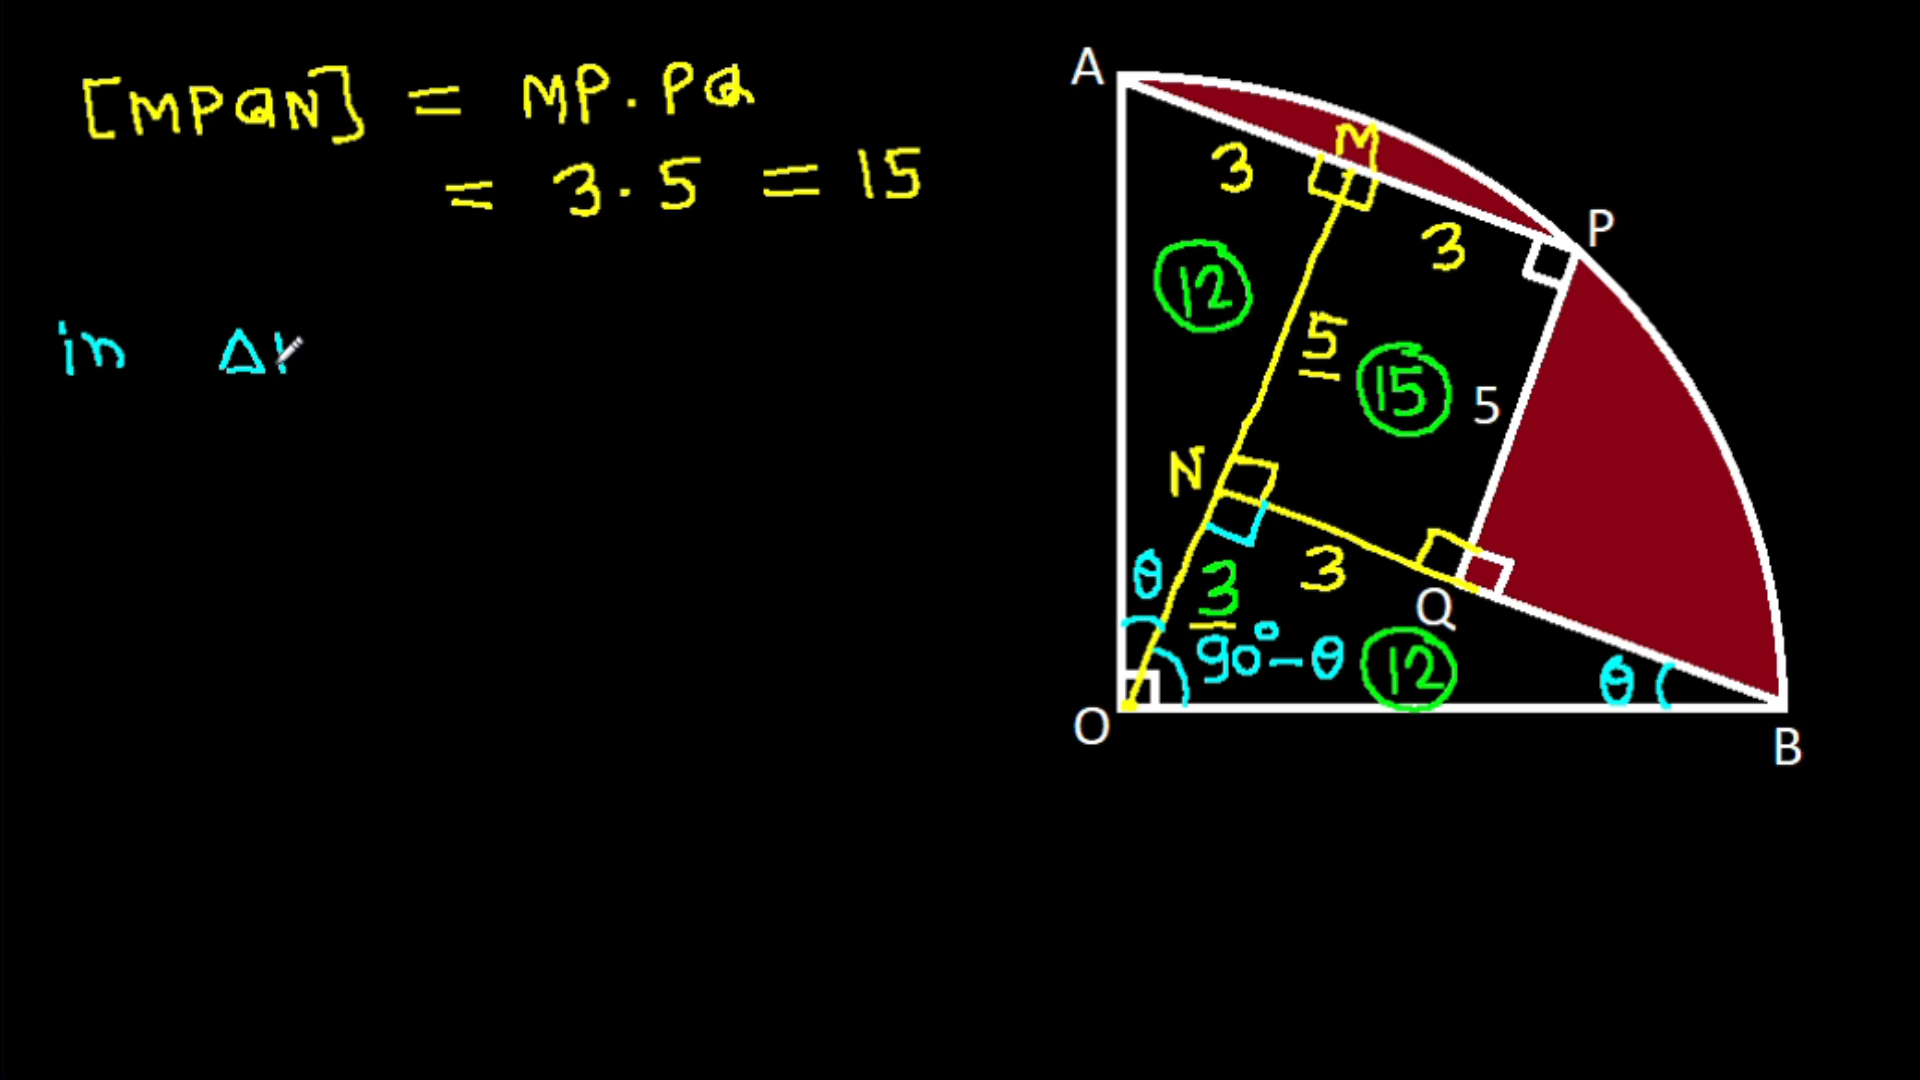 [MPQN] = MP.PQ
= 3.5 = 15
in Δ
A
M
3
P
3
12
5
15
5
N
θ
3
3
Q
90°-θ
12
θ
O
B